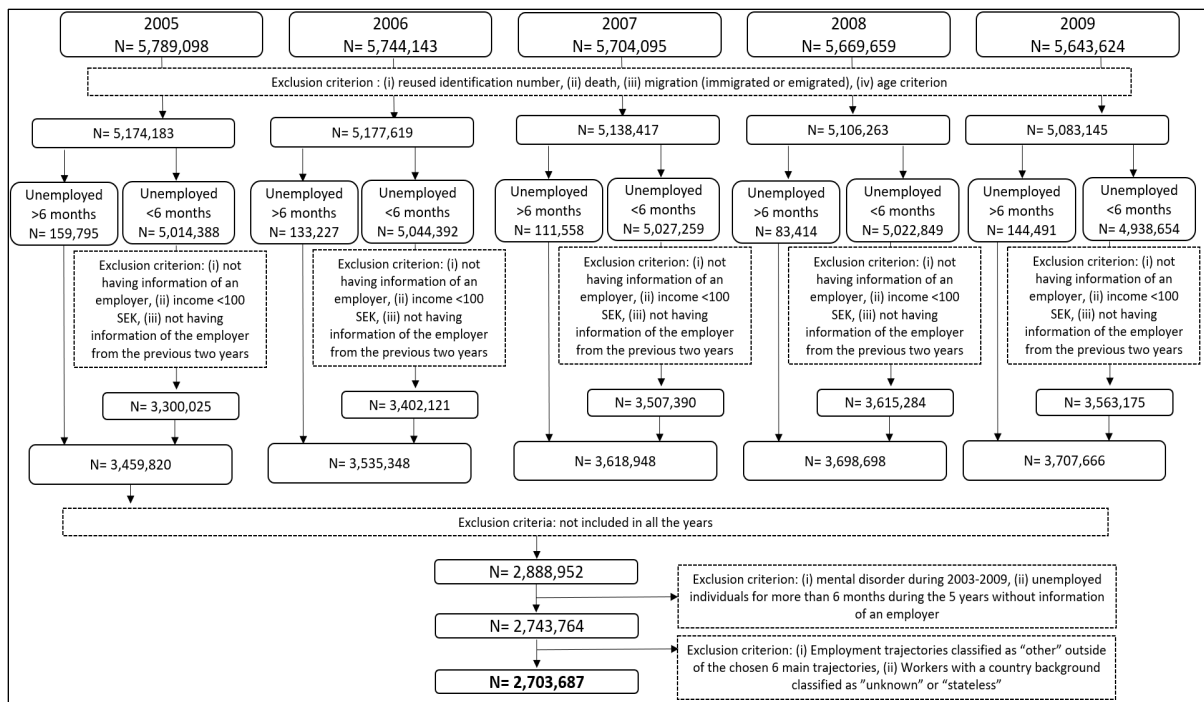 2005
N= 5,789,098
2006
N= 5,744,143
2007
N= 5,704,095
2008
N= 5,669,659
2009
N= 5,643,624
Exclusion criterion : (i) reused identification number, (ii) death, (iii) migration (immigrated or emigrated), (iv) age criterion
N= 5,174,183
N= 5,177,619
N= 5,138,417
N= 5,106,263
N= 5,083,145
Unemployed
>6 months
N= 159,795
Unemployed
<6 months
N= 5,014,388
Unemployed
>6 months
N= 133,227
Unemployed
<6 months
N= 5,044,392
Unemployed
>6 months
N= 111,558
Unemployed
<6 months
N= 5,027,259
Unemployed
>6 months
N= 83,414
Unemployed
<6 months
N= 5,022,849
Unemployed
>6 months
N= 144,491
Unemployed
<6 months
N= 4,938,654
Exclusion criterion: (i) not
having information of an
employer, (ii) income <100
SEK, (iii) not having
information of the employer
from the previous two years
Exclusion criterion: (i) not
having information of an
employer, (ii) income <100
SEK, (iii) not having
information of the employer
from the previous two years
Exclusion criterion: (i) not
having information of an
employer, (ii) income <100
SEK, (iii) not having
information of the employer
from the previous two years
Exclusion criterion: (i) not
having information of an
employer, (ii) income <100
SEK, (iii) not having
information of the employer
from the previous two years
Exclusion criterion: (i) not
having information of an
employer, (ii) income <100
SEK, (iii) not having
information of the employer
from the previous two years
N= 3,300,025
N= 3,402,121
N= 3,507,390
N= 3,615,284
N= 3,563,175
N= 3,459,820
N= 3,535,348
N= 3,618,948
N= 3,698,698
N= 3,707,666
Exclusion criteria: not included in all the years
N= 2,888,952
Exclusion criterion: (i) mental disorder during 2003-2009, (ii) unemployed
individuals for more than 6 months during the 5 years without information
of an employer
N= 2,743,764
Exclusion criterion: (i) Employment trajectories classified as “other” outside
of the chosen 6 main trajectories, (ii) Workers with a country background
classified as ”unknown” or “stateless”
N= 2,703,687